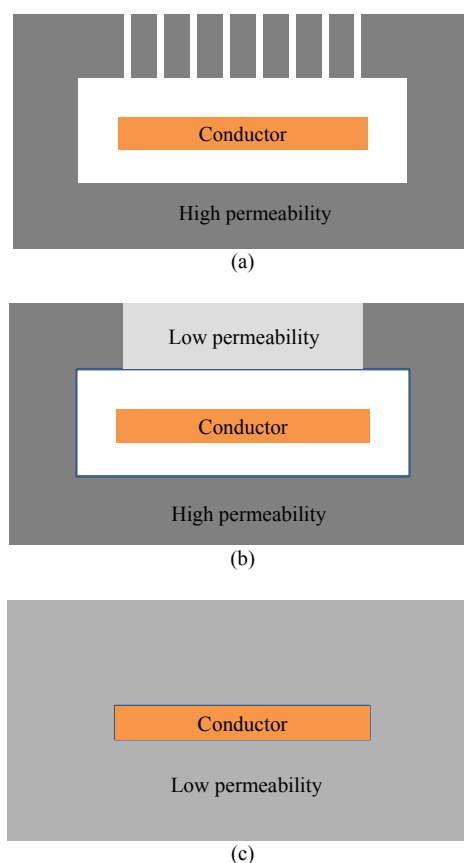 Conductor
High permeability
(a)
Low permeability
Conductor
High permeability
(b)
Conductor
Low permeability
(c)